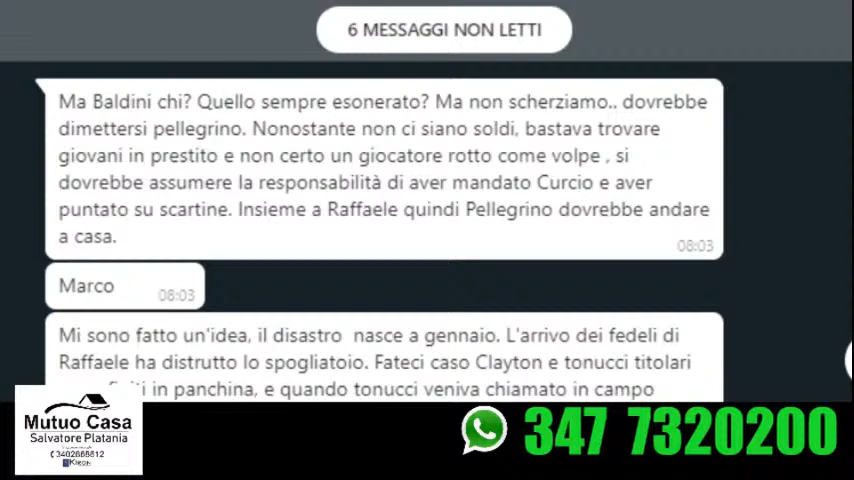 6 MESSAGGI NON LETTI
Ma Baldini chi? Quello sempre esonerato? Ma non scherziamo.. dovrebbe
dimettersi pellegrino. Nonostante non ci siano soldi, bastava trovare
giovani in prestito e non certo un giocatore rotto come volpe , si
dovrebbe assumere la responsabilità di aver mandato Curcio e aver
puntato su scartine. Insieme a Raffaele quindi Pellegrino dovrebbe andare
a casa.
08:03
Marco
08:03
Mi sono fatto un'idea, il disastro  nasce a gennaio. L'arrivo dei fedeli di
Raffaele ha distrutto lo spogliatoio. Fateci caso Clayton e tonucci titolari
in panchina, e quando tonucci veniva chiamato in campo
Mutuo Casa
Salvatore Platania
3402868812
Kiron
347 7320200